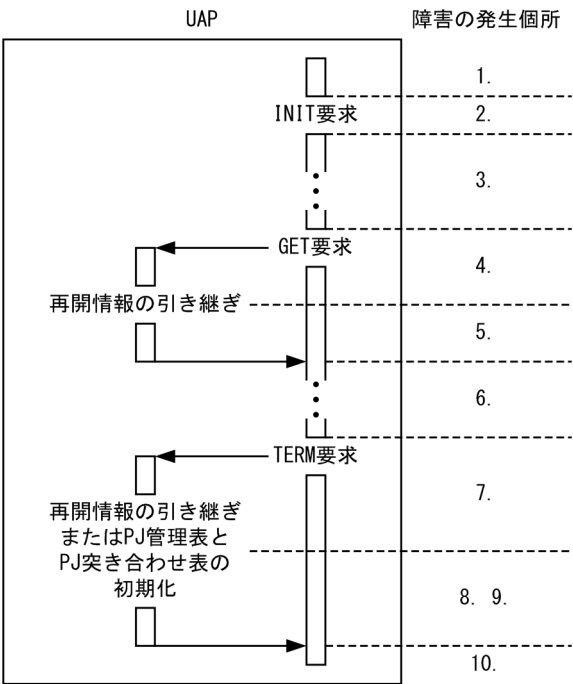 UAP
障害の発生個所
1.
INIT要求
2.
3.
GET要求
4.
再開情報の引き継ぎ
5.
6.
TERM要求
7.
再開情報の引き継ぎ
またはPJ管理表と
PJ突き合わせ表の
初期化
8. 9.
10.